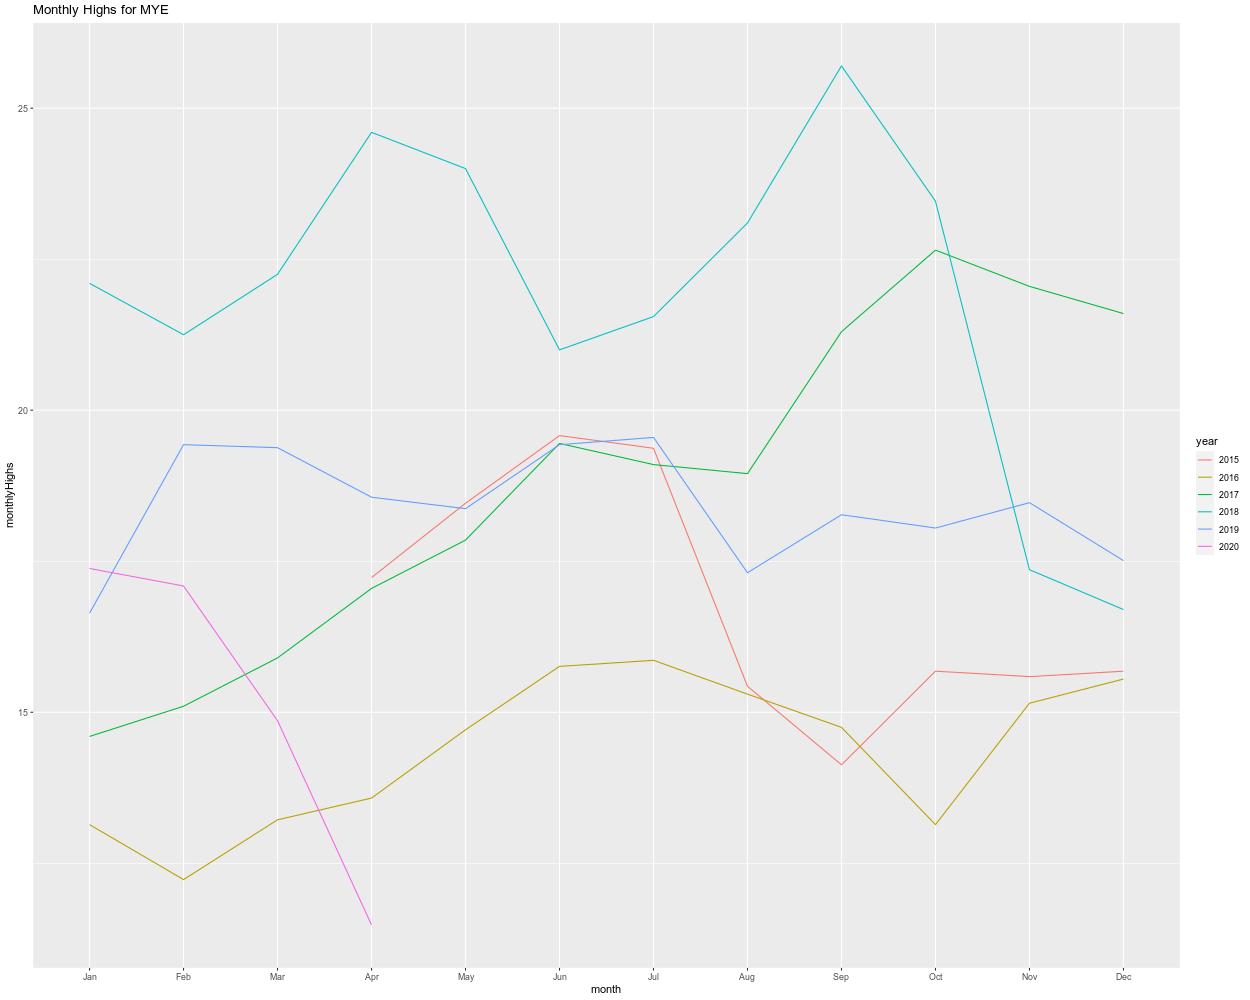 Monthly Highs for MYE
25
20
15
monthlyHighs
Jan Feb Mar Apr May Jun Jul Aug Sep Oct Nov Dec
month
year
2015
2016
2017
2018
2019
2020